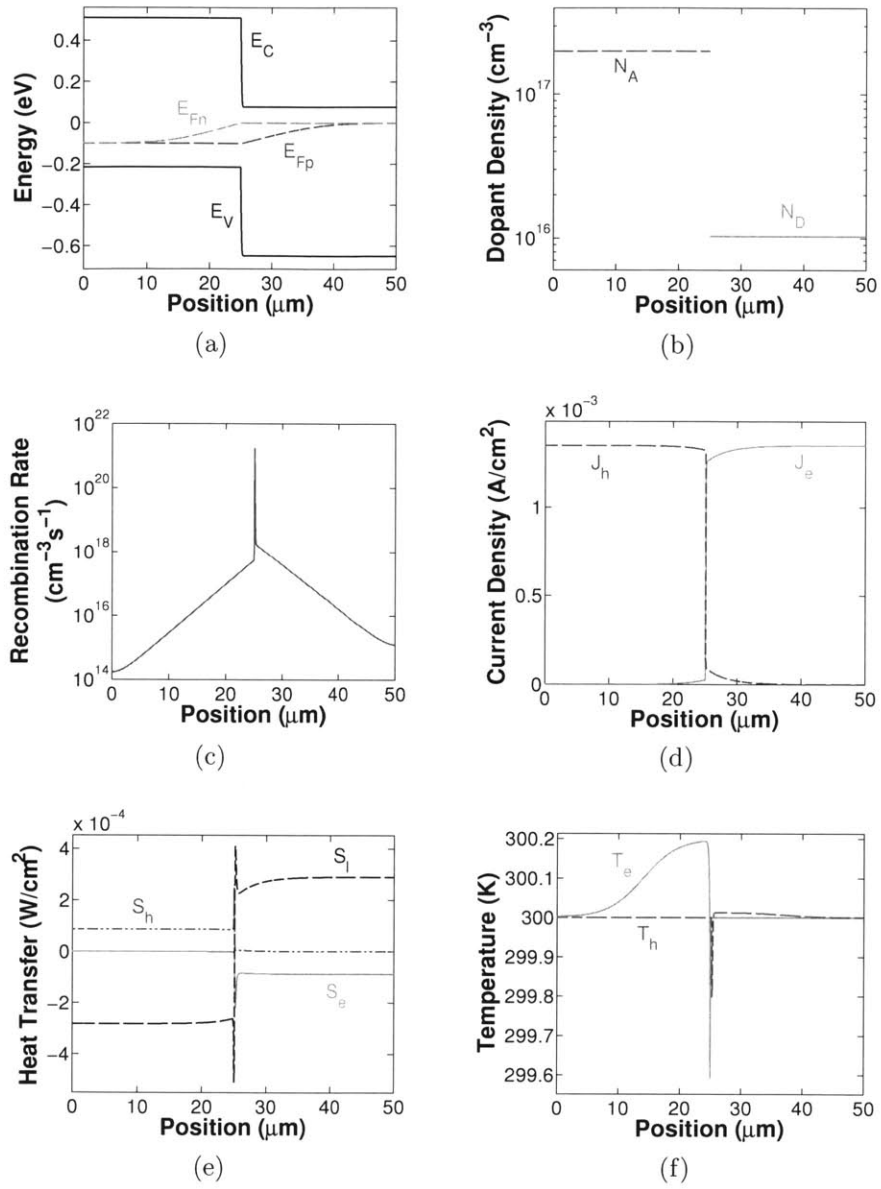 0.4
0.2
0
−0.2
−0.4
−0.6
Energy (eV)
E_C
E_Fn
E_Fp
E_V
0 10 20 30 40 50
Position (μm)
(a)
10^17
10^16
Dopant Density (cm^−3)
N_A
N_D
0 10 20 30 40 50
Position (μm)
(b)
10^22
10^20
10^18
10^16
10^14
Recombination Rate
(cm^−3s^−1)
0 10 20 30 40 50
Position (μm)
(c)
x 10^−3
1
0.5
0
Current Density (A/cm^2)
J_h
J_e
0 10 20 30 40 50
Position (μm)
(d)
x 10^−4
4
2
0
−2
−4
Heat Transfer (W/cm^2)
S_l
S_h
S_e
0 10 20 30 40 50
Position (μm)
(e)
300.2
300.1
300
299.9
299.8
299.7
299.6
Temperature (K)
T_e
T_h
0 10 20 30 40 50
Position (μm)
(f)